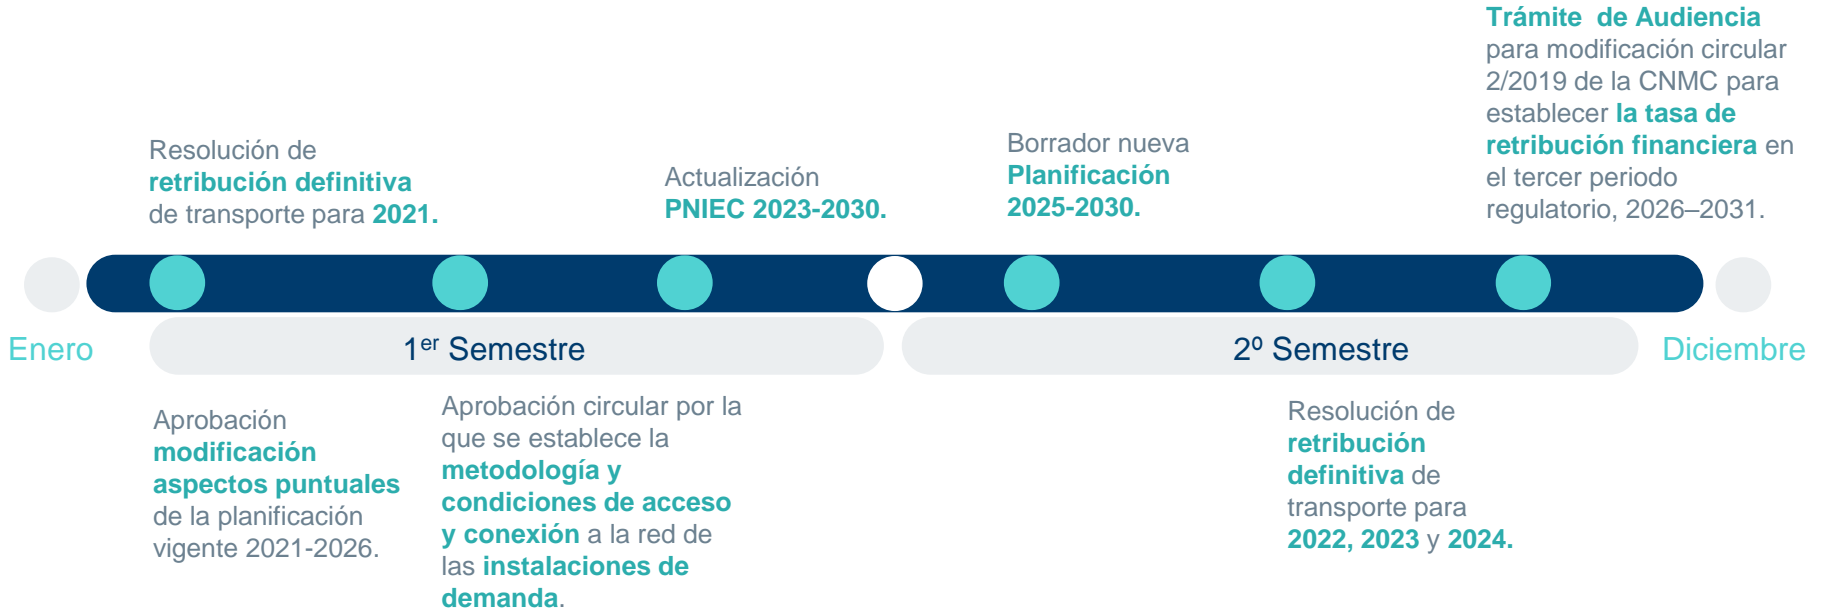 Trámite  de Audiencia
para modificación circular
2/2019 de la CNMC para
establecer la tasa de
retribución financiera en
el tercer periodo
regulatorio, 2026–2031.
Resolución de
retribución definitiva
de transporte para 2021.
Actualización
PNIEC 2023-2030.
Borrador nueva
Planificación
2025-2030.
Enero
1er Semestre
2º Semestre
Diciembre
Aprobación
modificación
aspectos puntuales
de la planificación
vigente 2021-2026.
Aprobación circular por la
que se establece la
metodología y
condiciones de acceso
y conexión a la red de
las instalaciones de
demanda.
Resolución de
retribución
definitiva de
transporte para
2022, 2023 y 2024.